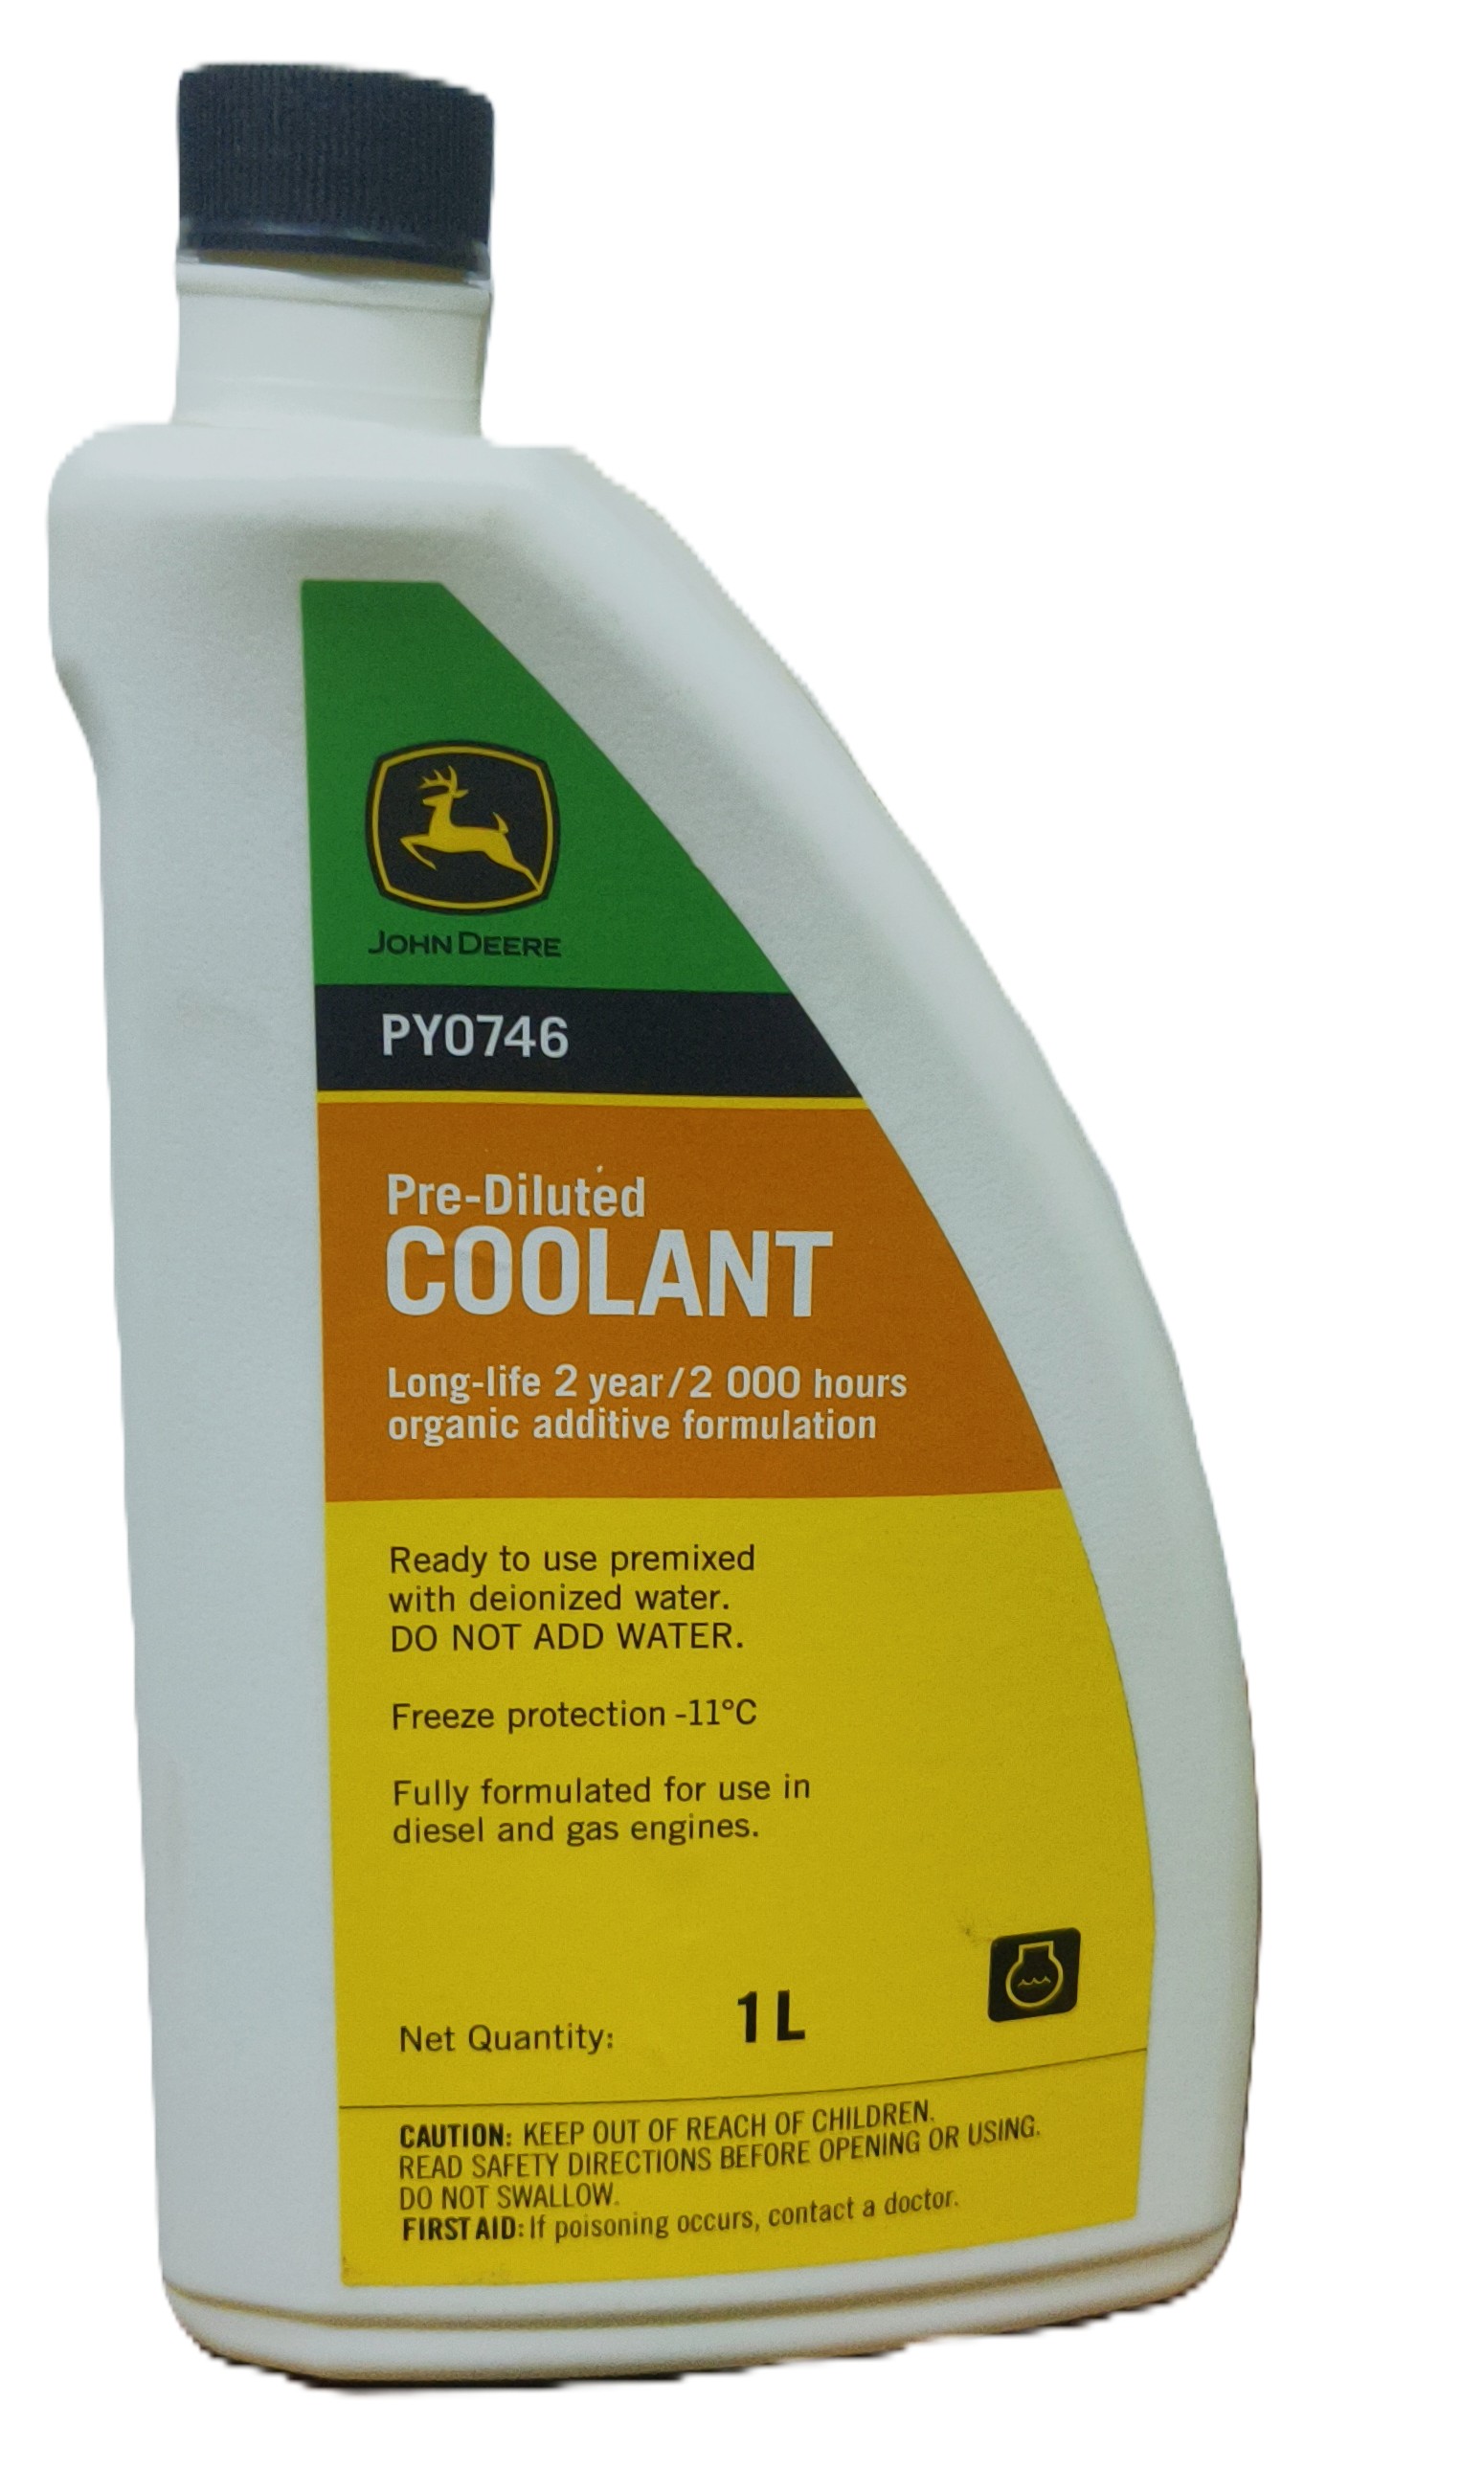 JOHN DEERE
PY0746
Pre-Diluted
COOLANT
Long-life 2 year/2 000 hours
organic additive formulation
Ready to use premixed
with deionized water.
DO NOT ADD WATER.
Freeze protection -11°C
Fully formulated for use in
diesel and gas engines.
Net Quantity: 1 L
CAUTION: KEEP OUT OF REACH OF CHILDREN.
READ SAFETY DIRECTIONS BEFORE OPENING OR USING.
DO NOT SWALLOW.
FIRST AID: If poisoning occurs, contact a doctor.